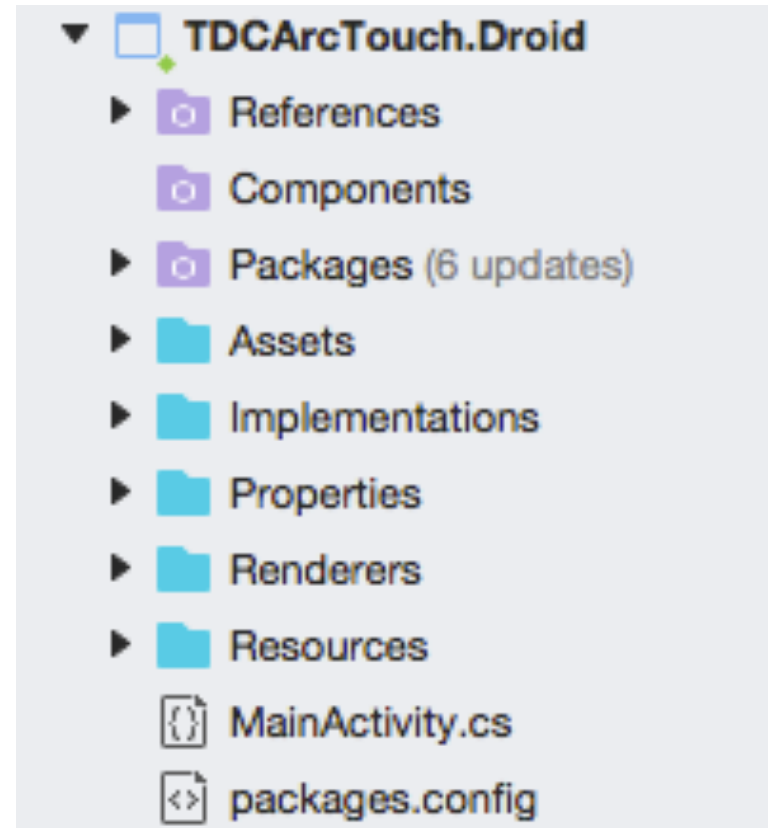 TDCArcTouch.Droid
References
Components
Packages (6 updates)
Assets
Implementations
Properties
Renderers
Resources
MainActivity.cs
packages.config